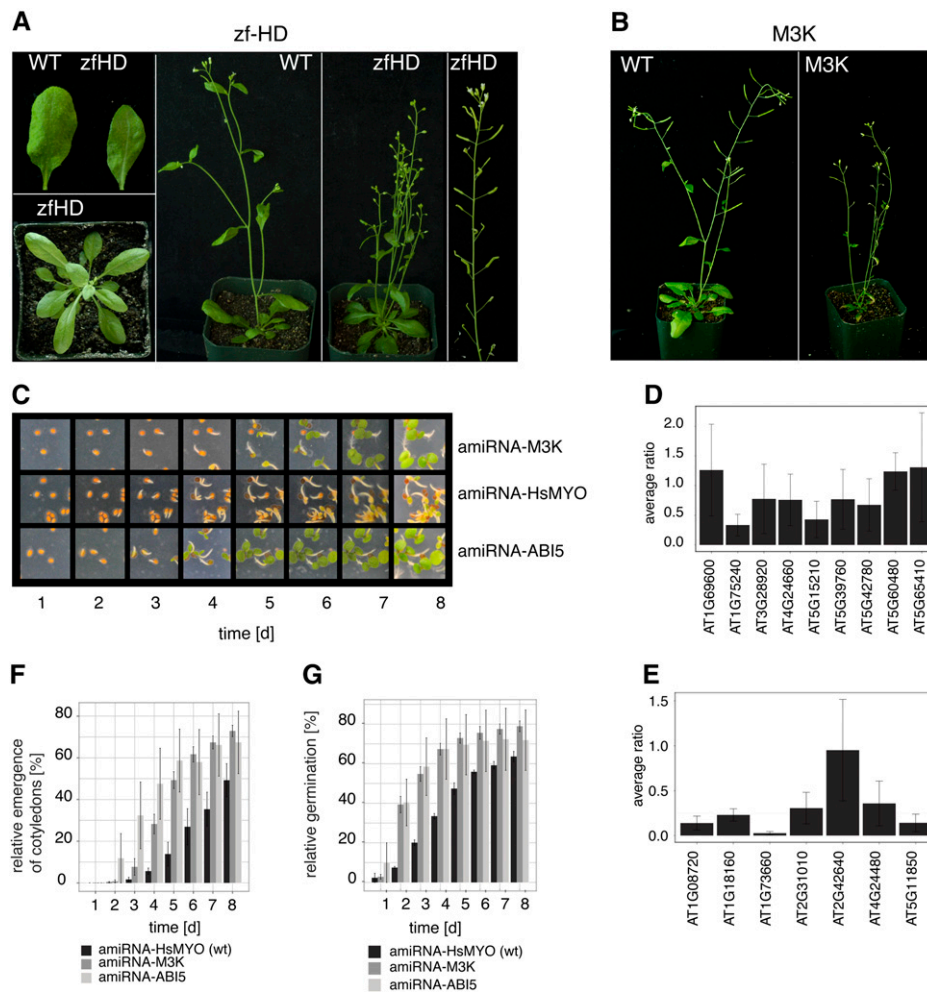 A
zf-HD
WT zfHD
WT
zfHD
zfHD
zfHD
B
M3K
WT
M3K
C
amiRNA-M3K
amiRNA-HsMYO
amiRNA-ABI5
1 2 3 4 5 6 7 8
time [d]
D
average ratio
2.0
1.5
1.0
0.5
0.0
AT1G69600
AT1G75240
AT3G28920
AT4G24660
AT5G15210
AT5G39760
AT5G42780
AT5G60480
AT5G65410
E
average ratio
1.5
1.0
0.5
0.0
AT1G08720
AT1G18160
AT1G73660
AT2G31010
AT2G42640
AT4G24480
AT5G11850
F
relative emergence
of cotyledons [%]
80
60
40
20
0
1 2 3 4 5 6 7 8
time [d]
amiRNA-HsMYO (wt)
amiRNA-M3K
amiRNA-ABI5
G
relative germination [%]
80
60
40
20
0
1 2 3 4 5 6 7 8
time [d]
amiRNA-HsMYO (wt)
amiRNA-M3K
amiRNA-ABI5